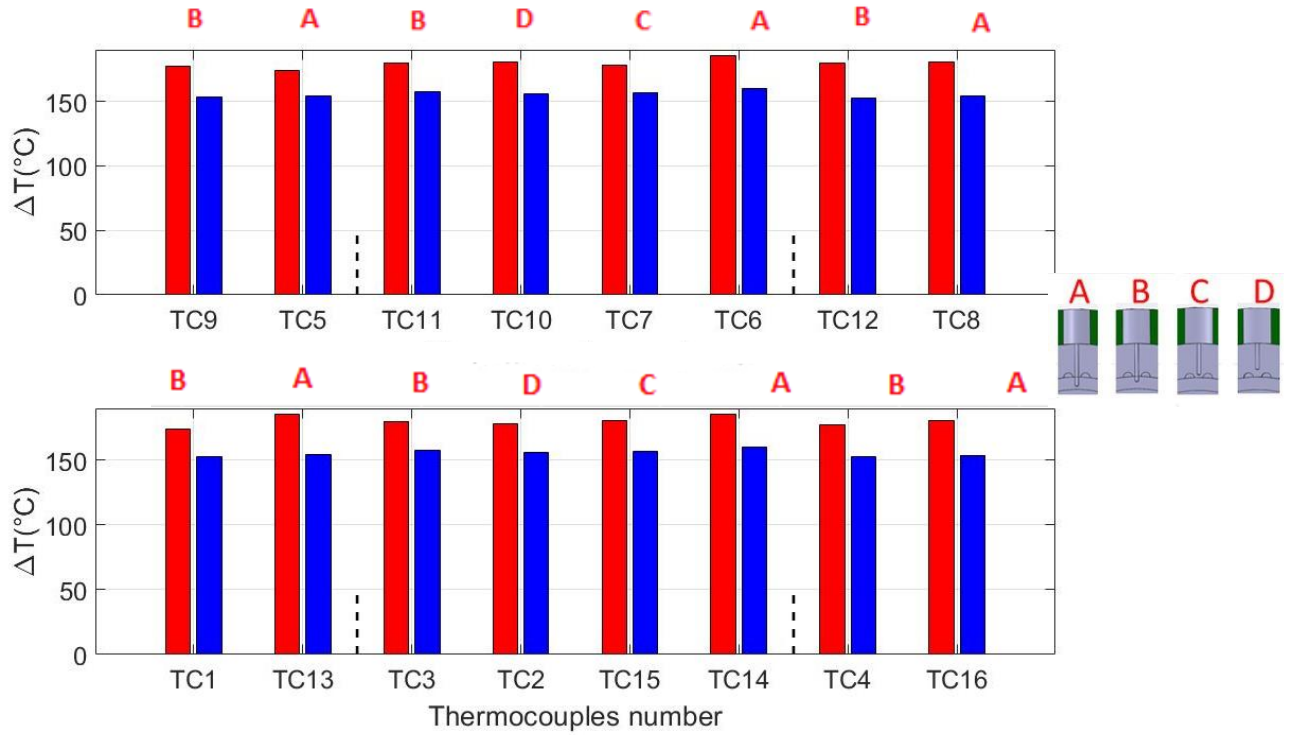 B A B D C A B A
ΔT(°C)
150
100
50
0
TC9 TC5 TC11 TC10 TC7 TC6 TC12 TC8
A B C D
B A B D C A B A
ΔT(°C)
150
100
50
0
TC1 TC13 TC3 TC2 TC15 TC14 TC4 TC16
Thermocouples number